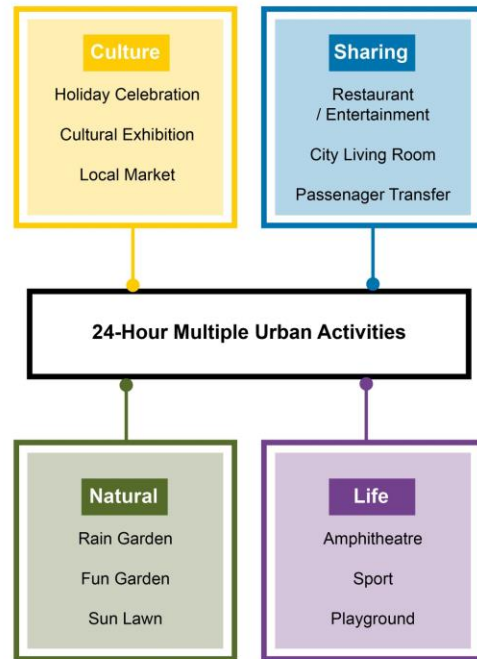 Culture
Holiday Celebration
Cultural Exhibition
Local Market
Sharing
Restaurant
/ Entertainment
City Living Room
Passenager Transfer
24-Hour Multiple Urban Activities
Natural
Rain Garden
Fun Garden
Sun Lawn
Life
Amphitheatre
Sport
Playground